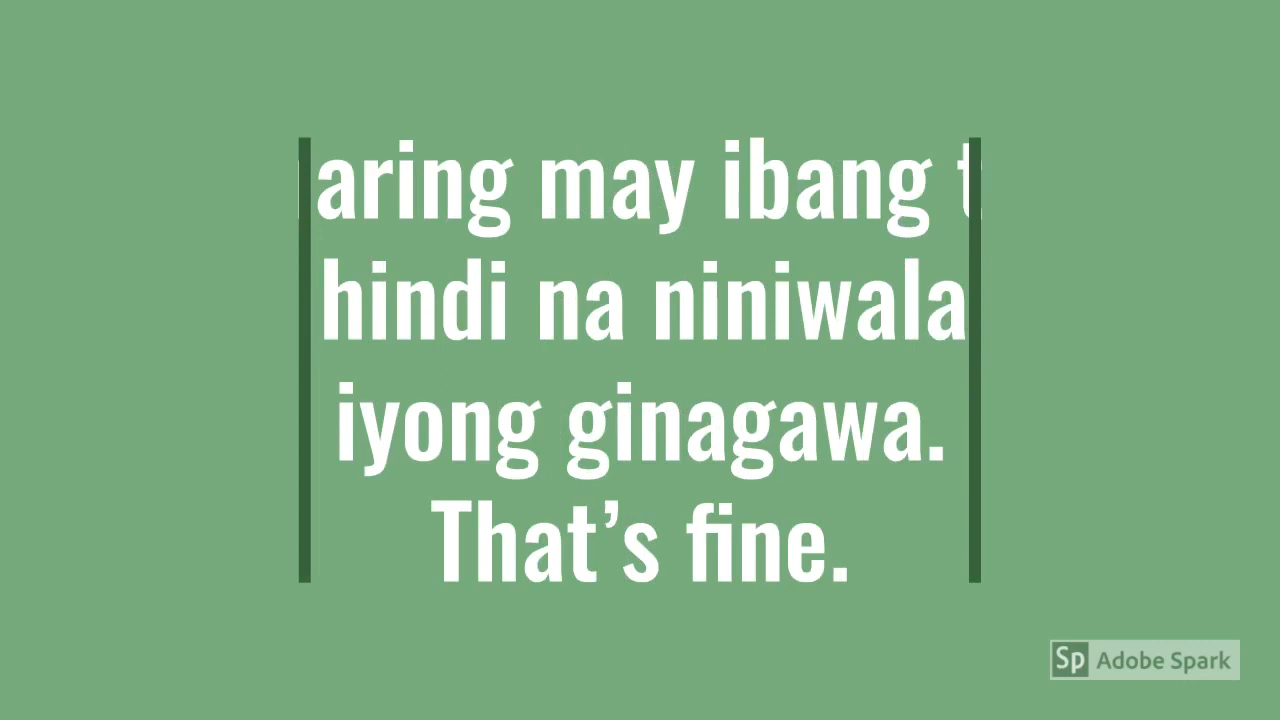 aring may ibang
hindi na niniwala
iyong ginagawa.
That's fine.
Sp Adobe Spark